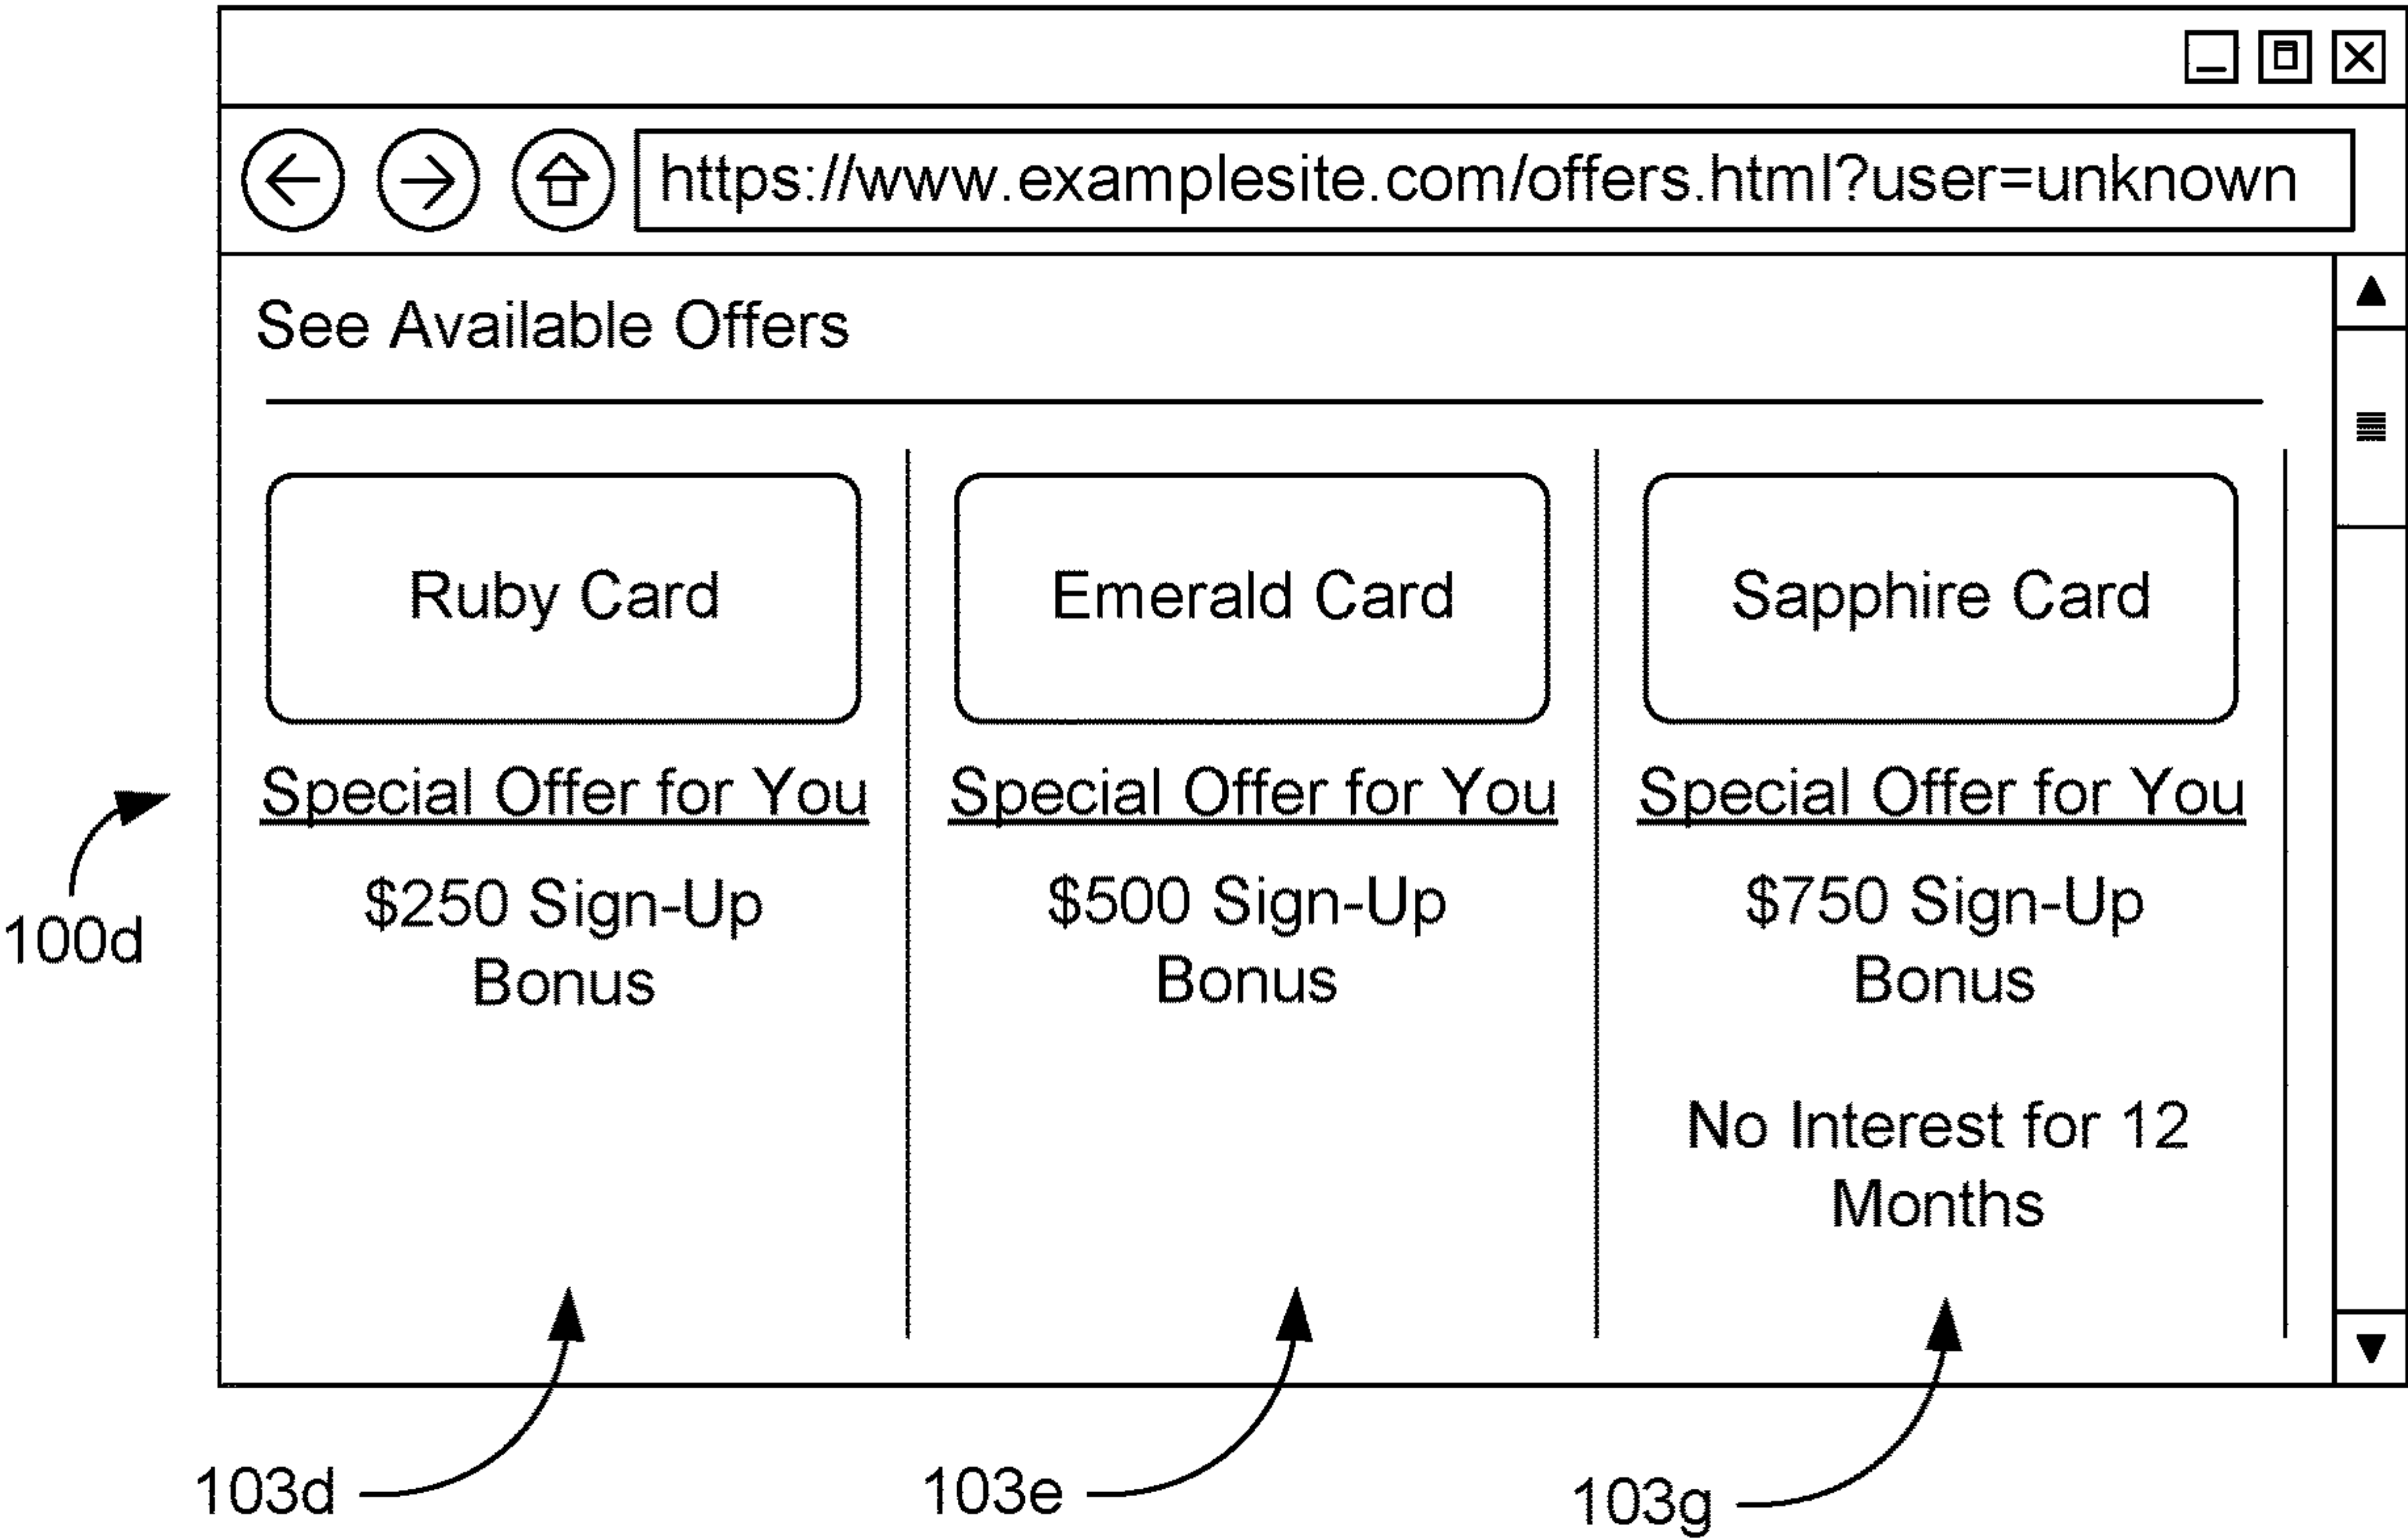 https://www.examplesite.com/offers.html?user=unknown
See Available Offers
Ruby Card
Special Offer for You
$250 Sign-Up
Bonus
Emerald Card
Special Offer for You
$500 Sign-Up
Bonus
Sapphire Card
Special Offer for You
$750 Sign-Up
Bonus
No Interest for 12
Months
100d
103d
103e
103g